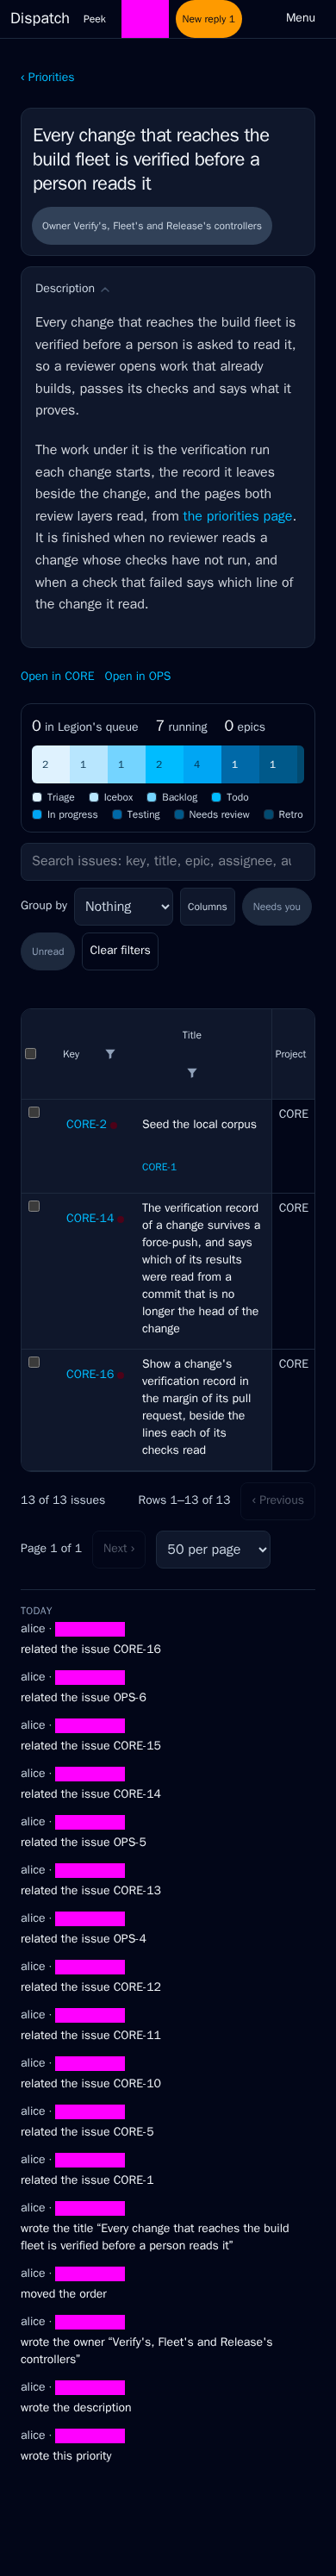 Dispatch Peek New reply 1 Menu
‹ Priorities
Every change that reaches the
build fleet is verified before a
person reads it
Owner Verify's, Fleet's and Release's controllers
Description
Every change that reaches the build fleet is
verified before a person is asked to read it,
so a reviewer opens work that already
builds, passes its checks and says what it
proves.
The work under it is the verification run
each change starts, the record it leaves
beside the change, and the pages both
review layers read, from the priorities page.
It is finished when no reviewer reads a
change whose checks have not run, and
when a check that failed says which line of
the change it read.
Open in CORE Open in OPS
0 in Legion's queue 7 running 0 epics
2 1 1 2 4 1 1
Triage Icebox Backlog Todo
In progress Testing Needs review Retro
Search issues: key, title, epic, assignee, au
Group by Nothing Columns Needs you
Unread Clear filters
Key Title Project
CORE-2 Seed the local corpus CORE
CORE-1
CORE-14 The verification record CORE
of a change survives a
force-push, and says
which of its results
were read from a
commit that is no
longer the head of the
change
CORE-16 Show a change's CORE
verification record in
the margin of its pull
request, beside the
lines each of its
checks read
13 of 13 issues Rows 1–13 of 13 ‹ Previous
Page 1 of 1 Next › 50 per page
TODAY
alice ·
related the issue CORE-16
alice ·
related the issue OPS-6
alice ·
related the issue CORE-15
alice ·
related the issue CORE-14
alice ·
related the issue OPS-5
alice ·
related the issue CORE-13
alice ·
related the issue OPS-4
alice ·
related the issue CORE-12
alice ·
related the issue CORE-11
alice ·
related the issue CORE-10
alice ·
related the issue CORE-5
alice ·
related the issue CORE-1
alice ·
wrote the title “Every change that reaches the build
fleet is verified before a person reads it”
alice ·
moved the order
alice ·
wrote the owner “Verify's, Fleet's and Release's
controllers”
alice ·
wrote the description
alice ·
wrote this priority